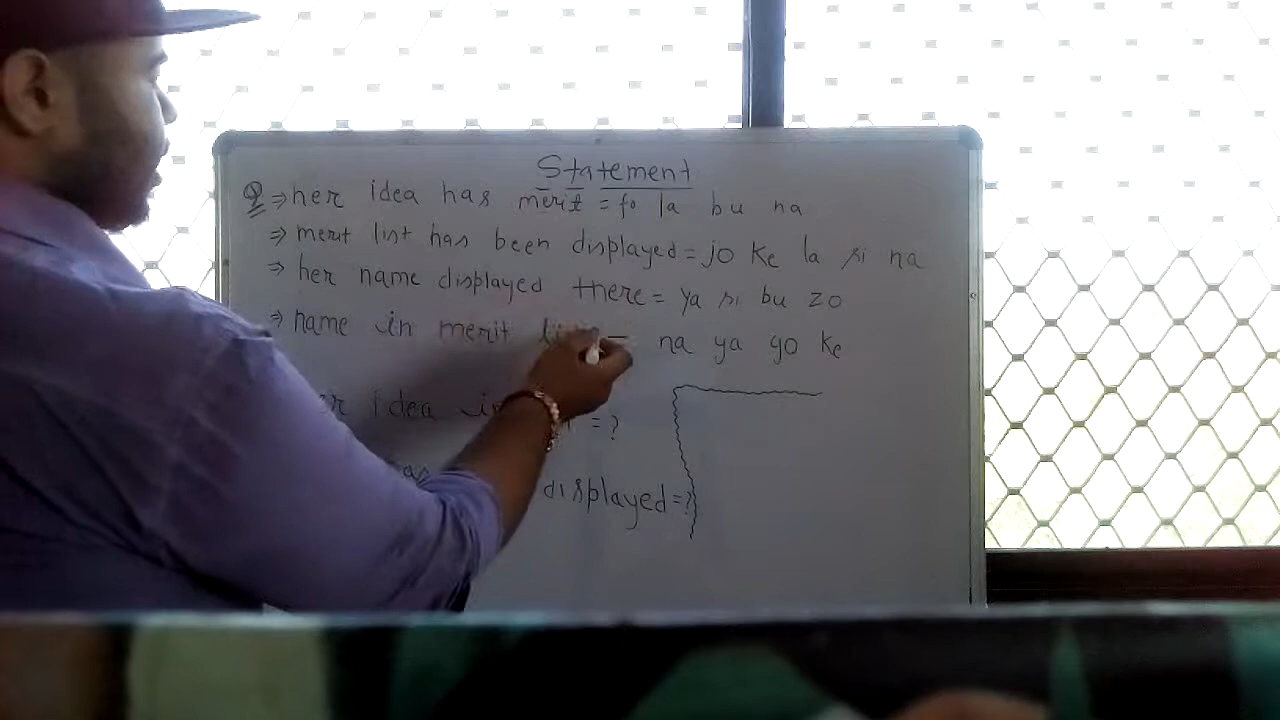 Statement
Q ⇒ her idea has merit = fo la bu na
⇒ merit list has been displayed = jo ke la si na
⇒ her name displayed there = ya si bu zo
⇒ name in merit na ya go ke
idea in = ?
displayed = ?